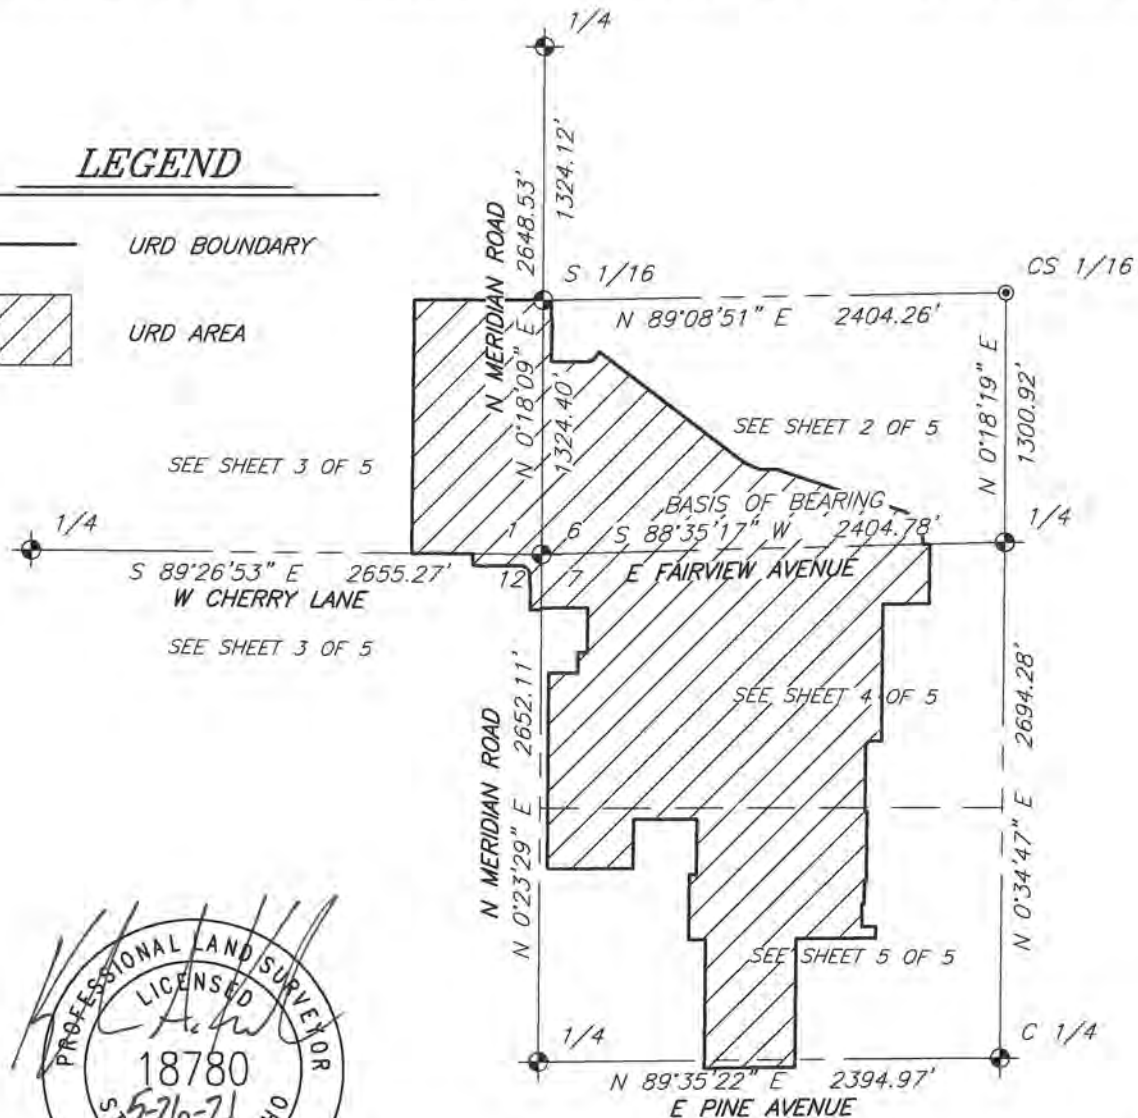 1/4
LEGEND
URD BOUNDARY
URD AREA
N MERIDIAN ROAD
2648.53'
1324.12'
S 1/16
CS 1/16
N 89°08'51" E 2404.26'
N 0°18'09" E
1324.40'
N 0°18'19" E
1300.92'
SEE SHEET 2 OF 5
SEE SHEET 3 OF 5
BASIS OF BEARING
1/4
1 6
S 88°35'17" W 2404.78'
1/4
S 89°26'53" E 2655.27'
12 7
E FAIRVIEW AVENUE
W CHERRY LANE
SEE SHEET 3 OF 5
SEE SHEET 4 OF 5
N MERIDIAN ROAD
N 0°23'29" E 2652.11'
N 0°34'47" E 2694.28'
SEE SHEET 5 OF 5
1/4
C 1/4
N 89°35'22" E 2394.97'
E PINE AVENUE
PROFESSIONAL LAND SURVEYOR
LICENSED
18780